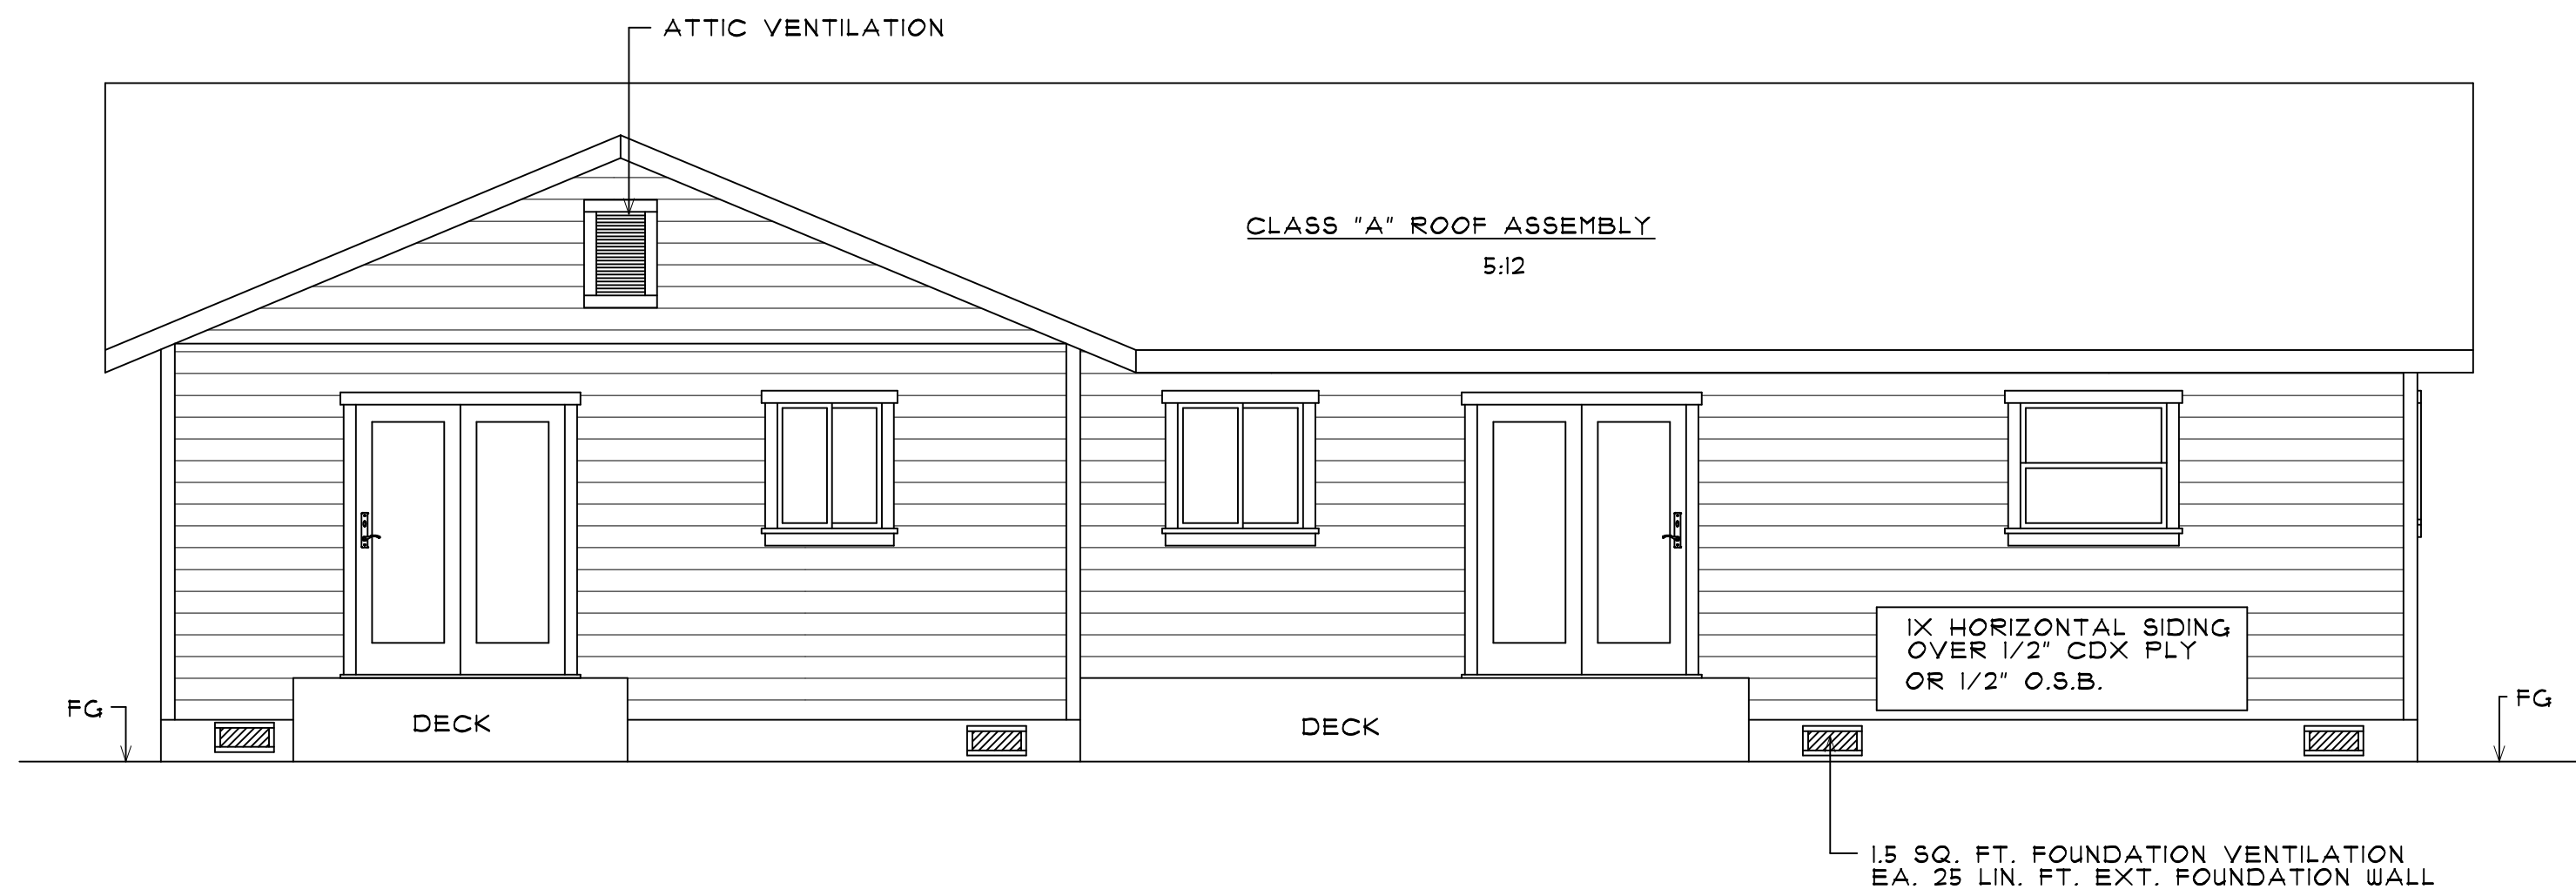 ATTIC VENTILATION
CLASS "A" ROOF ASSEMBLY
5:12
1X HORIZONTAL SIDING
OVER 1/2" CDX PLY
OR 1/2" O.S.B.
FG
FG
DECK
DECK
1.5 SQ. FT. FOUNDATION VENTILATION
EA. 25 LIN. FT. EXT. FOUNDATION WALL